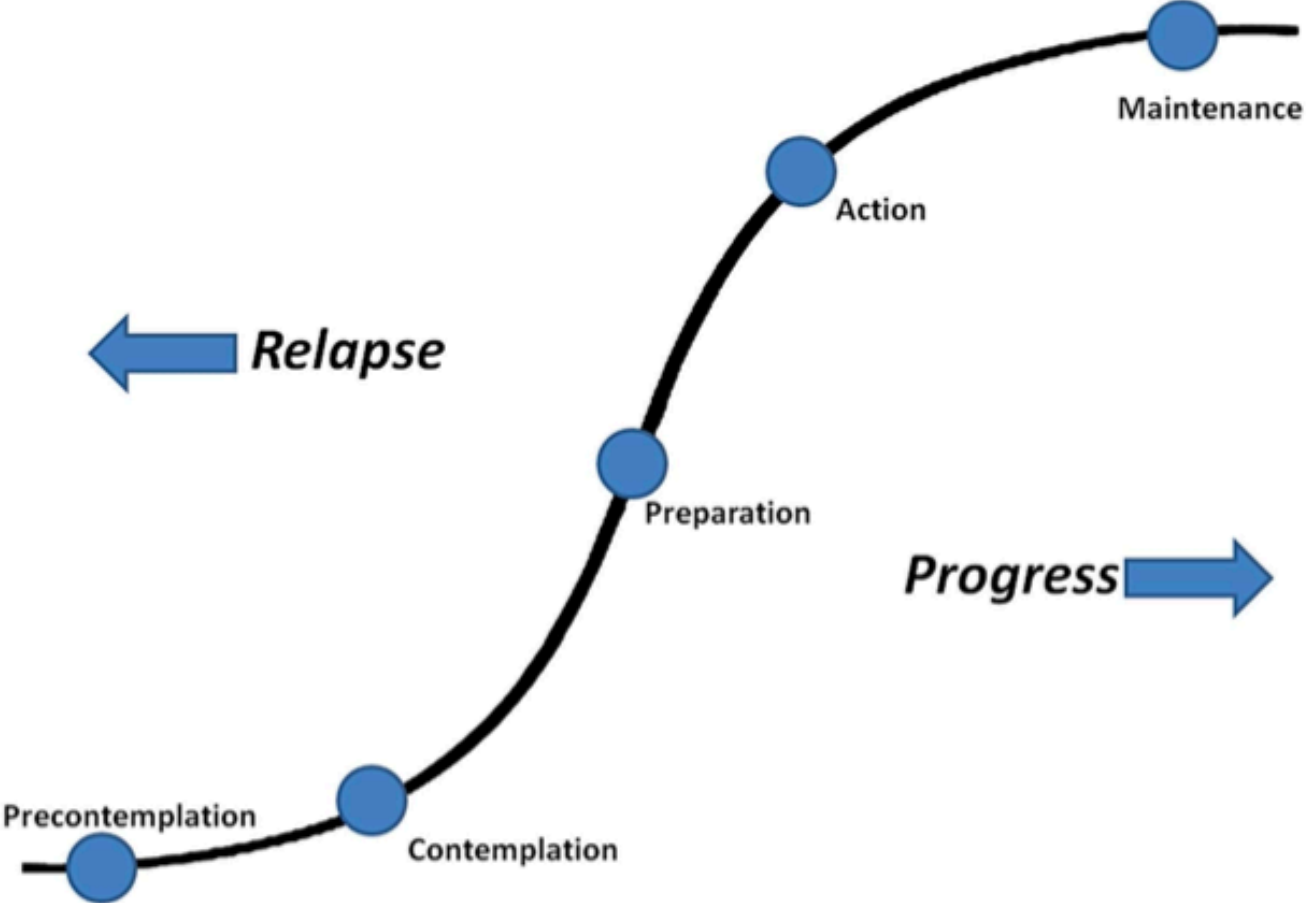 Maintenance
Action
Relapse
Preparation
Progress
Precontemplation
Contemplation